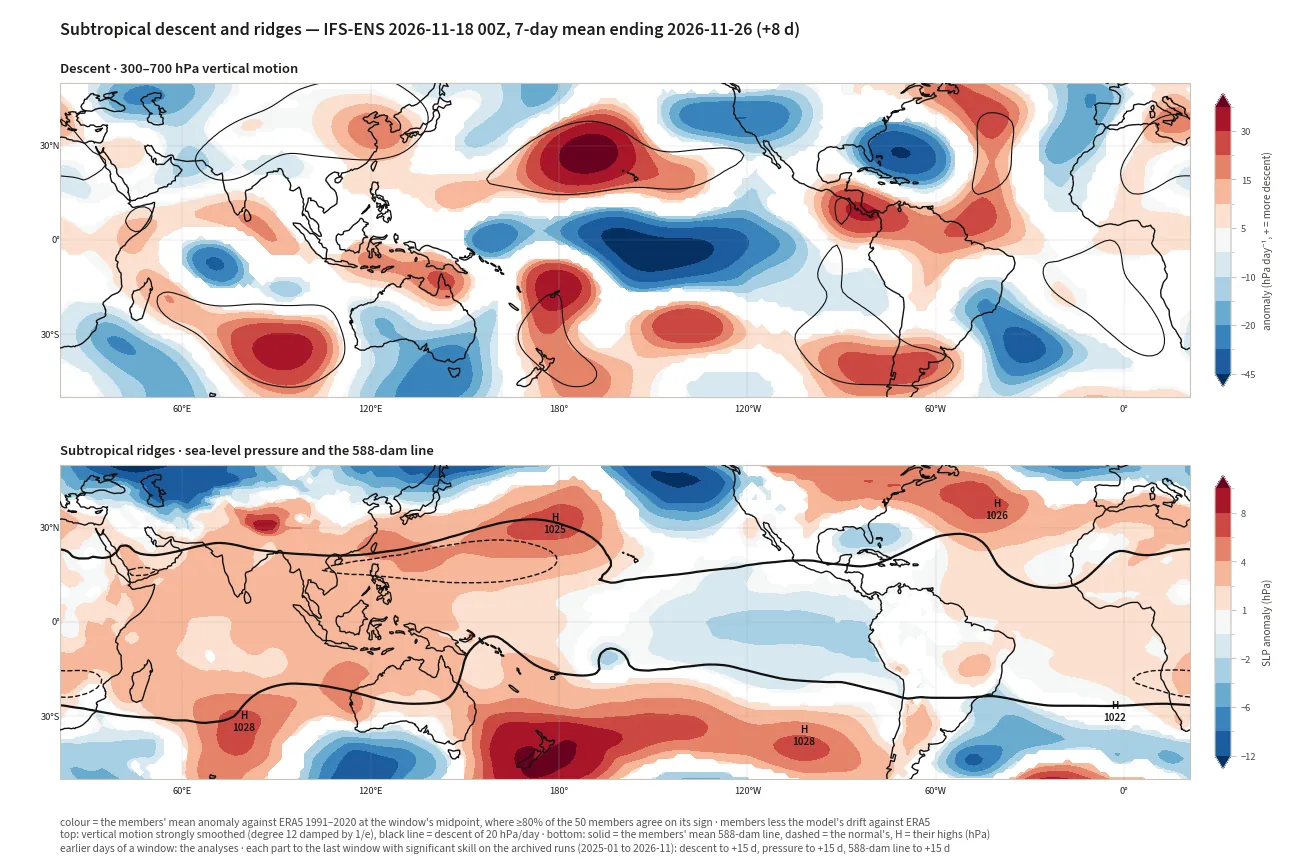 Subtropical descent and ridges — IFS-ENS 2026-11-18 00Z, 7-day mean ending 2026-11-26 (+8 d)
Descent · 300–700 hPa vertical motion
30°N
0°
30°S
60°E 120°E 180° 120°W 60°W 0°
30
15
5
−10
−20
−45
anomaly (hPa day⁻¹, + = more descent)
Subtropical ridges · sea-level pressure and the 588-dam line
30°N
0°
30°S
H
1025
H
1026
H
1028
H
1028
H
1022
60°E 120°E 180° 120°W 60°W 0°
8
4
1
−2
−6
−12
SLP anomaly (hPa)
colour = the members' mean anomaly against ERA5 1991–2020 at the window's midpoint, where ≥80% of the 50 members agree on its sign · members less the model's drift against ERA5
top: vertical motion strongly smoothed (degree 12 damped by 1/e), black line = descent of 20 hPa/day · bottom: solid = the members' mean 588-dam line, dashed = the normal's, H = their highs (hPa)
earlier days of a window: the analyses · each part to the last window with significant skill on the archived runs (2025-01 to 2026-11): descent to +15 d, pressure to +15 d, 588-dam line to +15 d